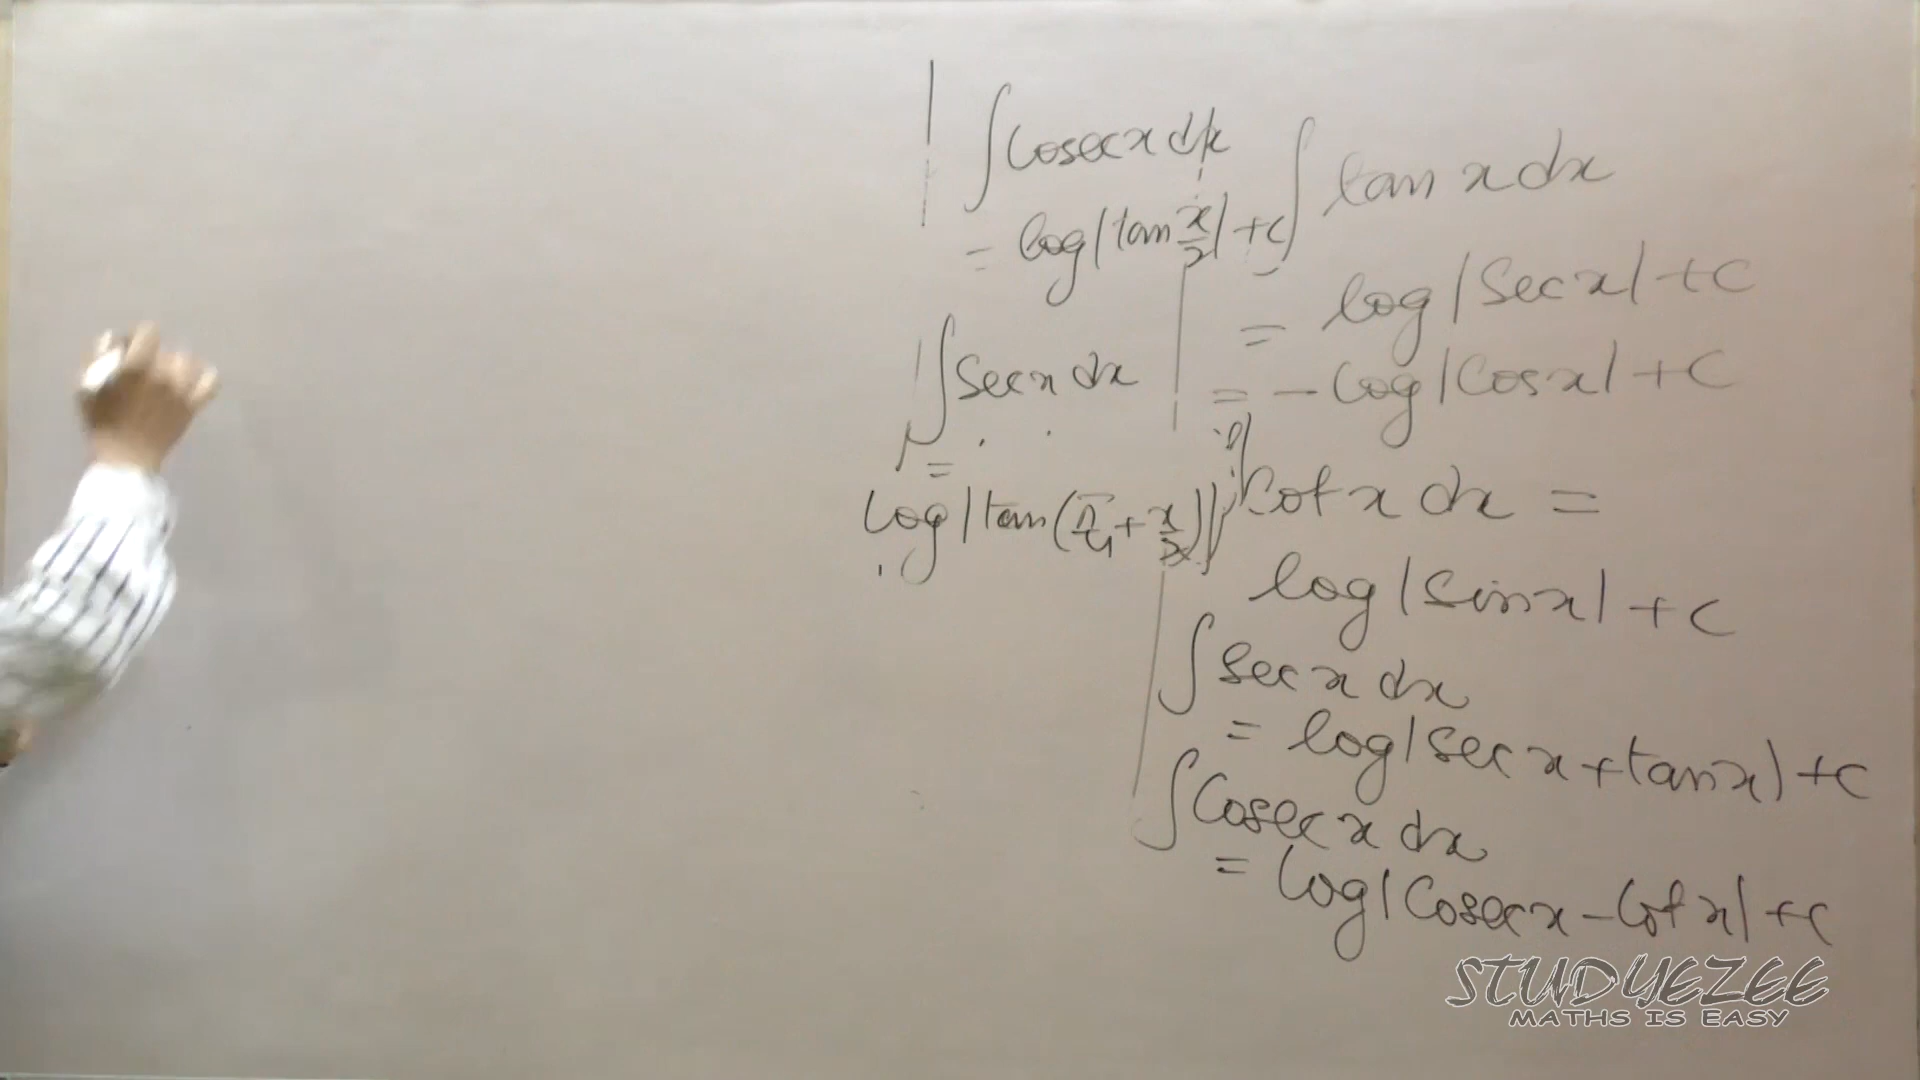 ∫ Cosec x dx
= log|tan x/2| + c
∫ Sec x dx
=
log|tan(π/4 + x/2)|
∫ tan x dx
= log|Sec x| + c
= - log|Cos x| + c
∫ Cot x dx =
log|Sin x| + c
∫ Sec x dx
= log|Sec x + tan x| + c
∫ Cosec x dx
= log|Cosec x - Cot x| + c
STUDYEZEE
MATHS IS EASY